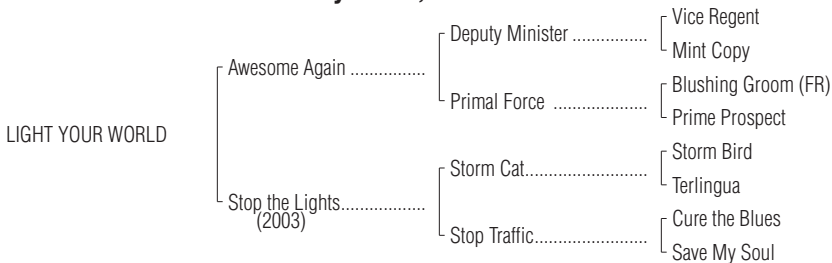 Vice Regent
Deputy Minister ................
Mint Copy
Awesome Again ................
Blushing Groom (FR)
Primal Force ....................
Prime Prospect
LIGHT YOUR WORLD
Storm Bird
Storm Cat..........................
Terlingua
Stop the Lights..................
(2003)
Cure the Blues
Stop Traffic........................
Save My Soul